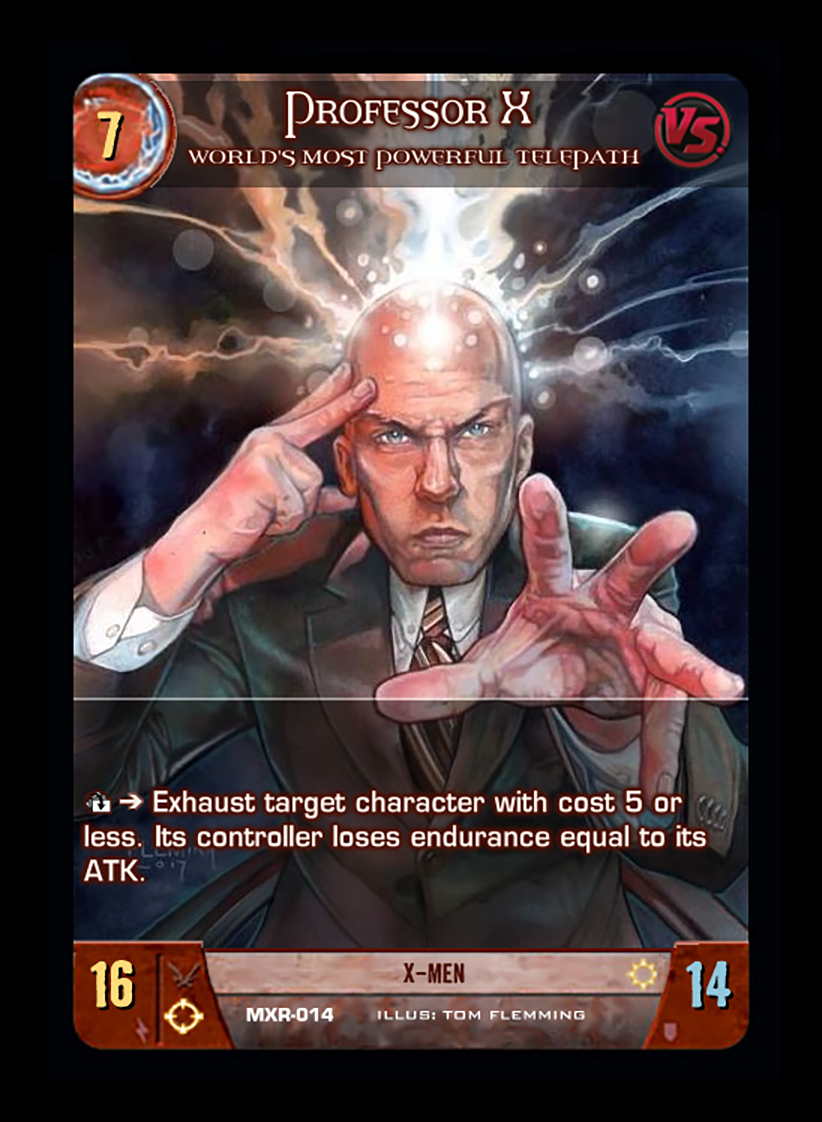 7
PROFESSOR X
WORLD'S MOST POWERFUL TELEPATH
VS.
➔ Exhaust target character with cost 5 or
less. Its controller loses endurance equal to its
ATK.
16
X-MEN
14
MXR-014 ILLUS: TOM FLEMMING